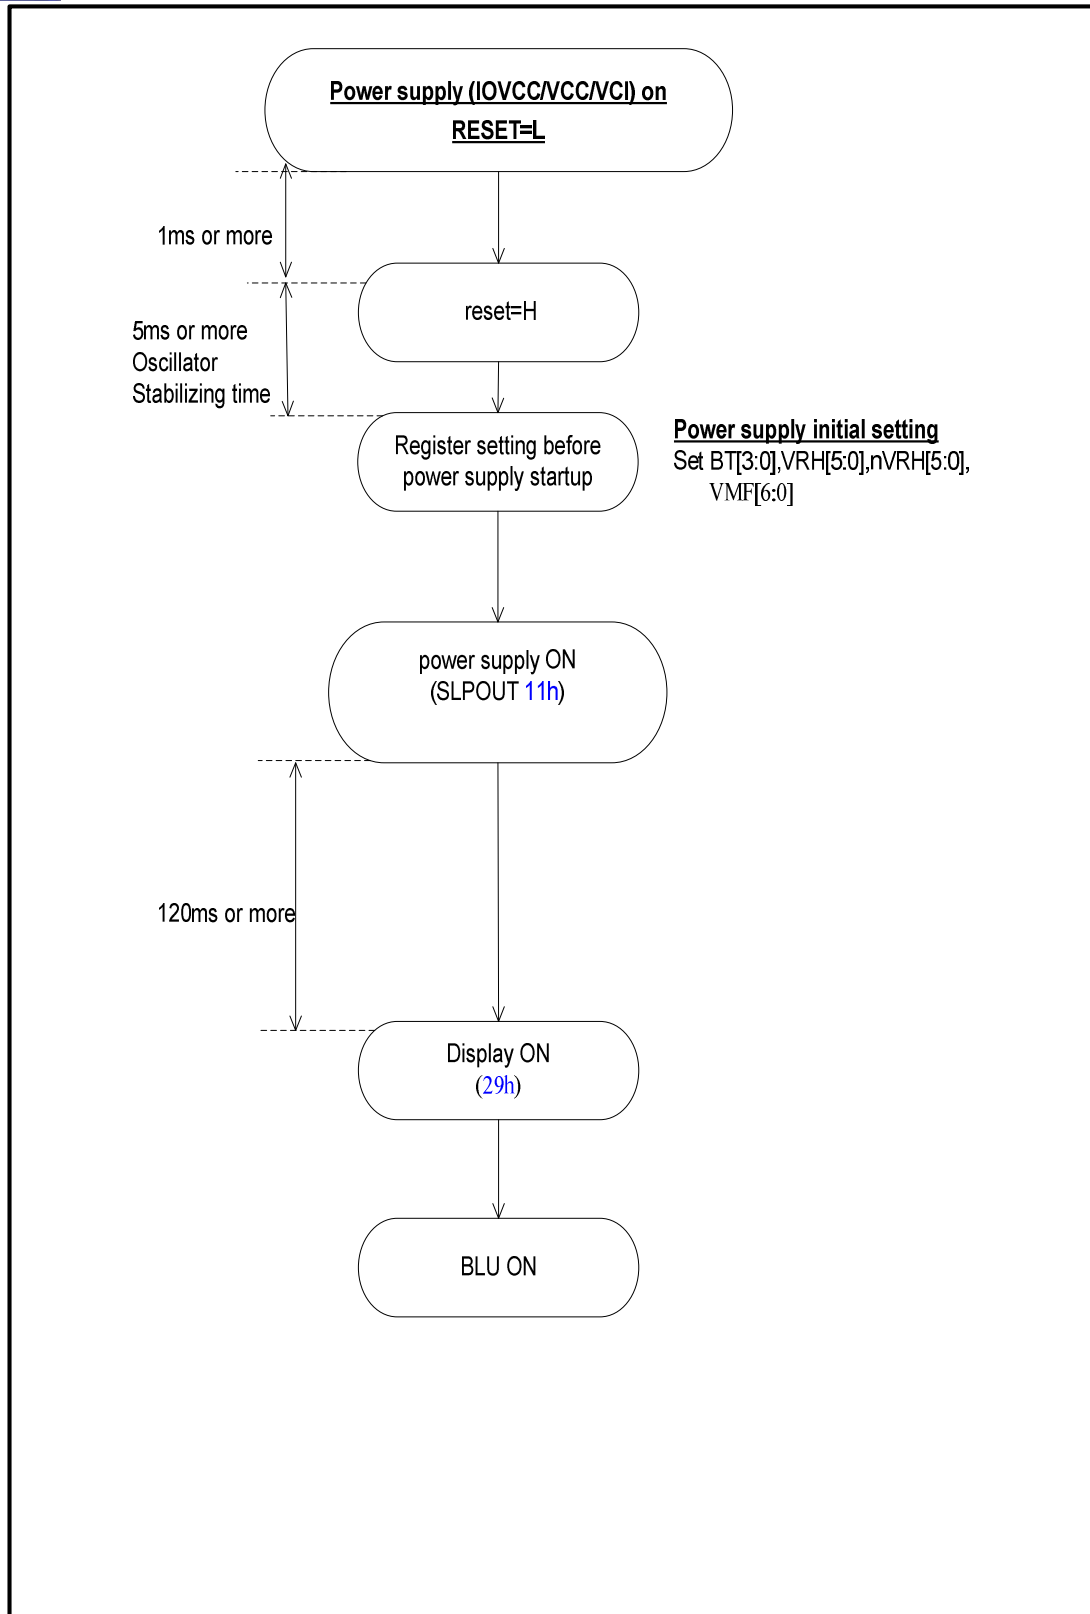 Power supply (IOVCC/VCC/VCI) on
RESET=L
1ms or more
reset=H
5ms or more
Oscillator
Stabilizing time
Register setting before
power supply startup
Power supply initial setting
Set BT[3:0],VRH[5:0],nVRH[5:0],
VMF[6:0]
power supply ON
(SLPOUT 11h)
120ms or more
Display ON
(29h)
BLU ON